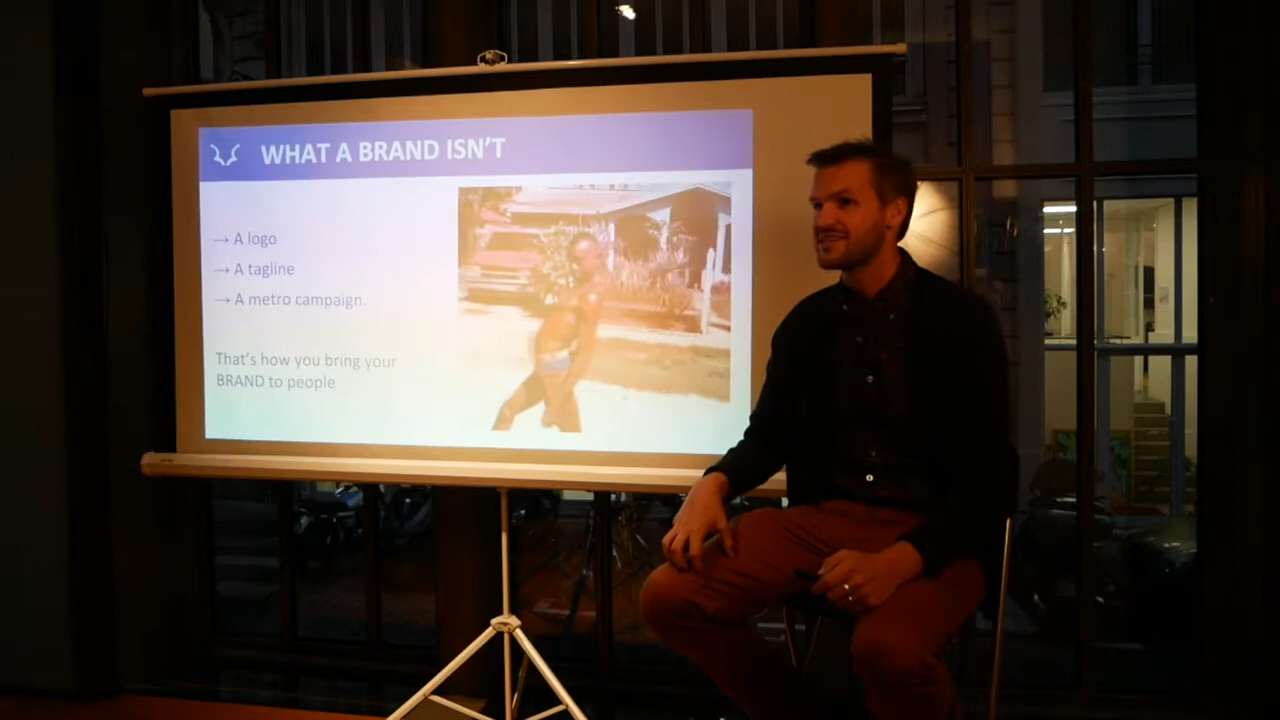 WHAT A BRAND ISN'T
→ A logo
→ A tagline
→ A metro campaign.
That's how you bring your
BRAND to people